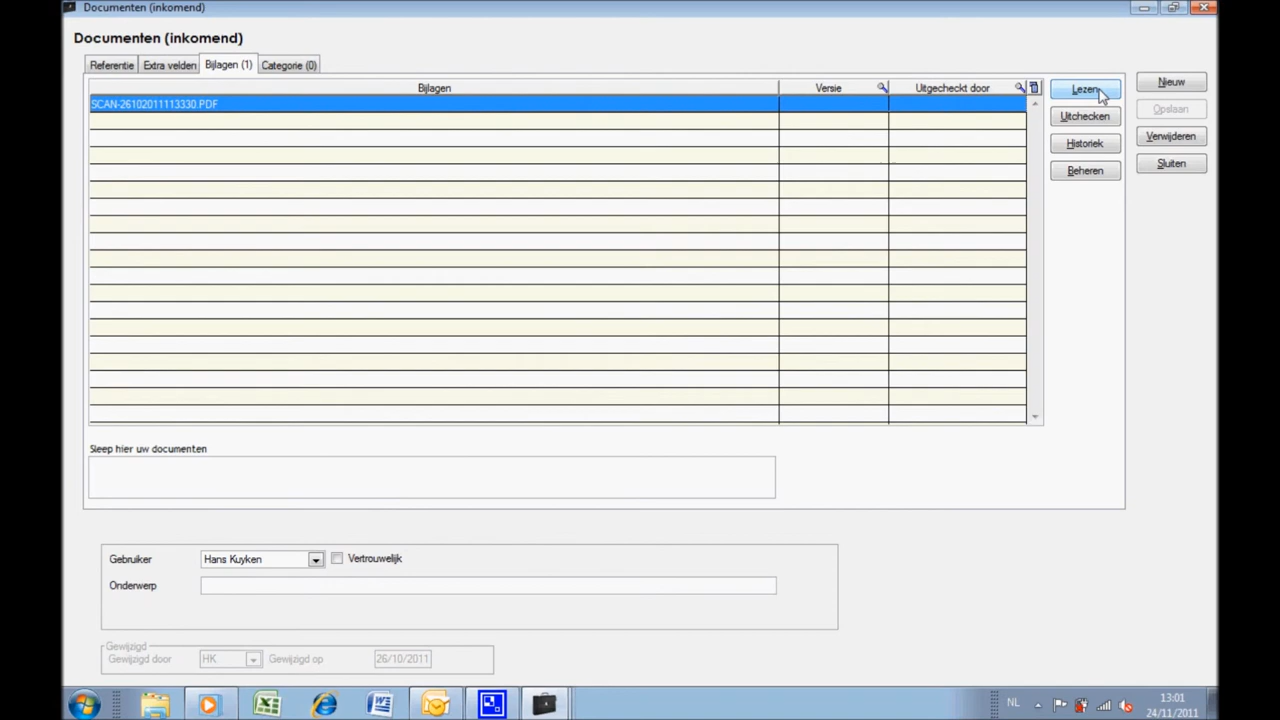 Documenten (inkomend)
Documenten (inkomend)
Referentie Extra velden Bijlagen (1) Categorie (0)
Bijlagen Versie Uitgecheckt door
SCAN-26102011113330.PDF
Lezen
Uitchecken
Historiek
Beheren
Nieuw
Opslaan
Verwijderen
Sluiten
Sleep hier uw documenten
Gebruiker Hans Kuyken Vertrouwelijk
Onderwerp
Gewijzigd
Gewijzigd door HK Gewijzigd op 26/10/2011
NL 13:01
24/11/2011